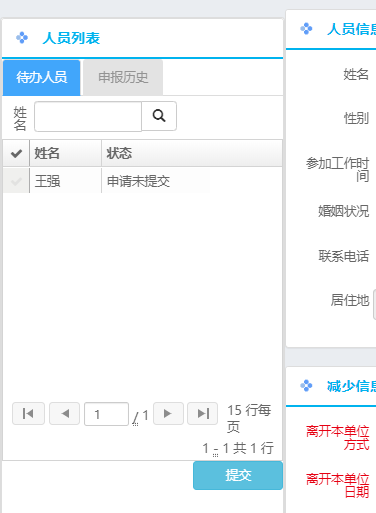 人员列表
待办人员
申报历史
姓
名
姓名
状态
王强
申请未提交
1 / 1
15 行每
页
1 - 1 共 1 行
提交
人员信息
姓名
性别
参加工作时
间
婚姻状况
联系电话
居住地
减少信息
离开本单位
方式
离开本单位
日期